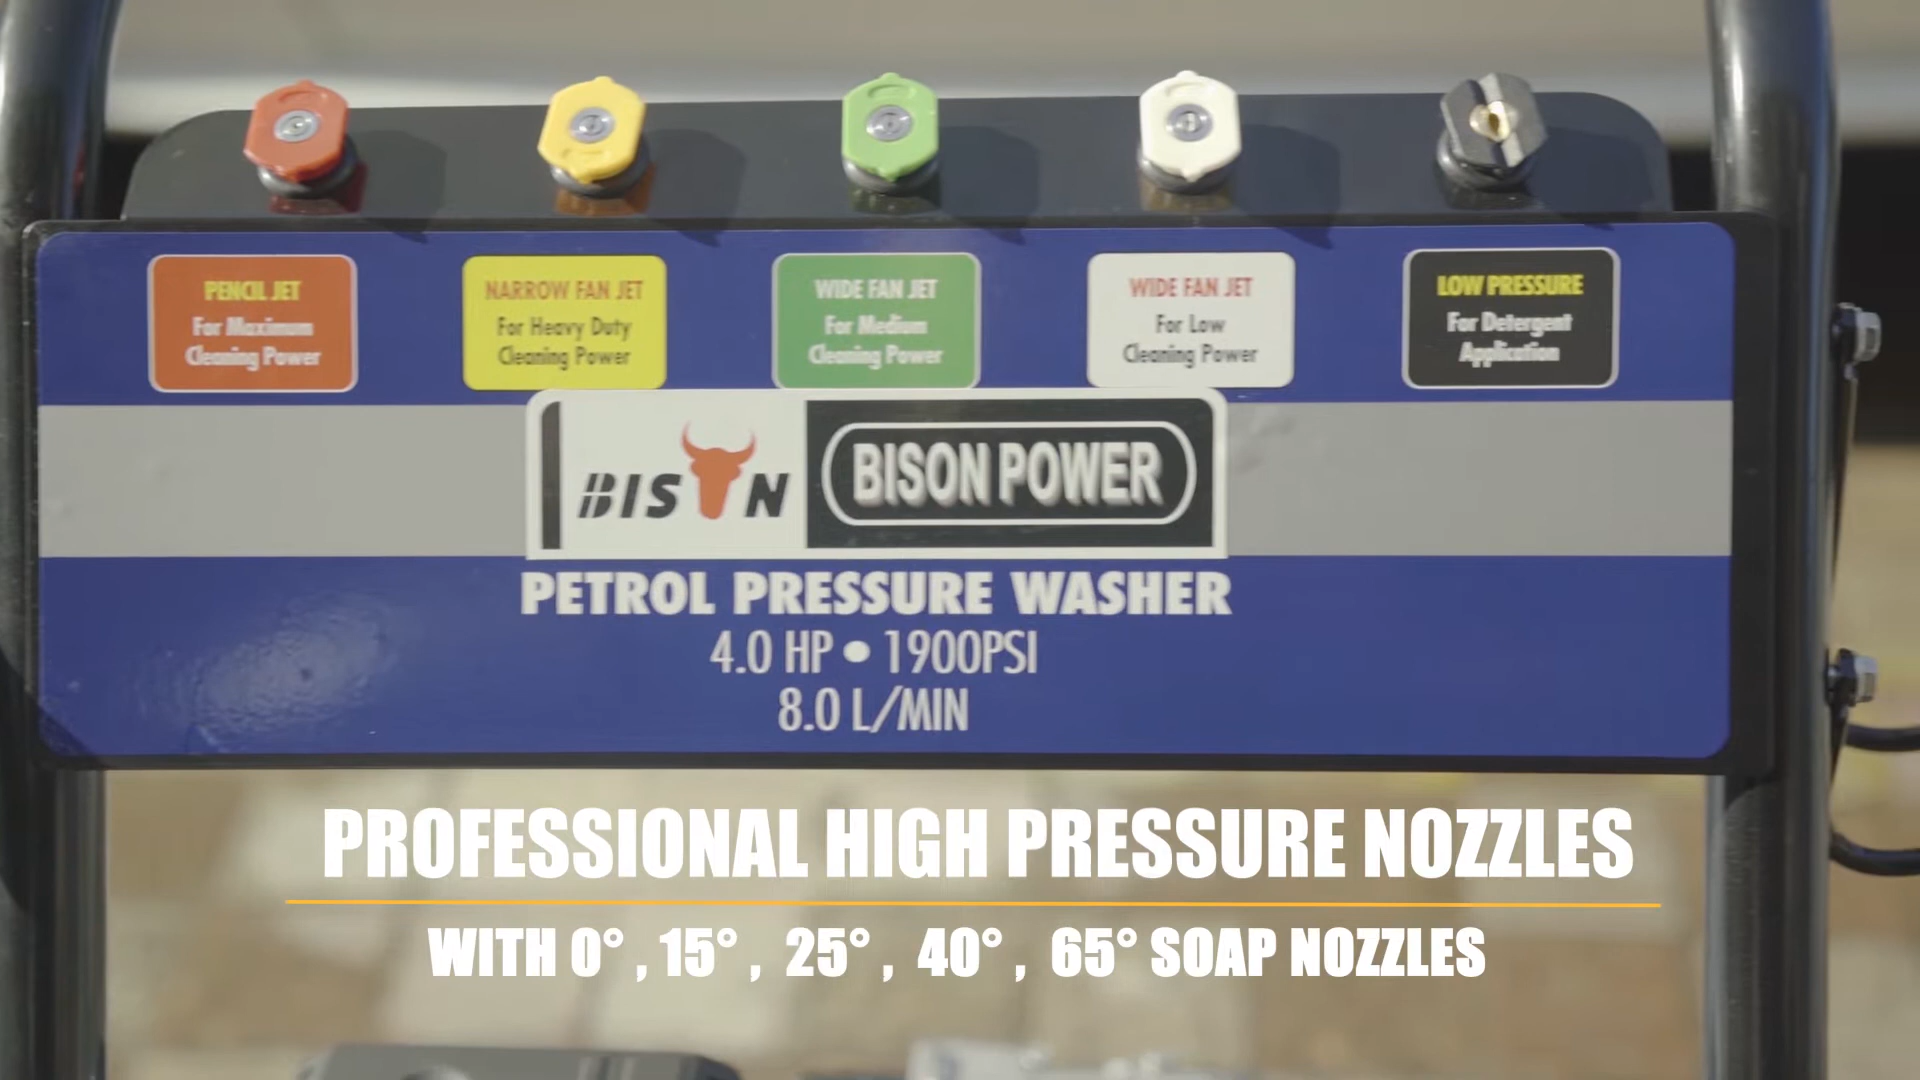 PENCIL JET
For Maximum
Cleaning Power
NARROW FAN JET
For Heavy Duty
Cleaning Power
WIDE FAN JET
For Medium
Cleaning Power
WIDE FAN JET
For Low
Cleaning Power
LOW PRESSURE
For Detergent
Application
BISON
BISON POWER
PETROL PRESSURE WASHER
4.0 HP • 1900PSI
8.0 L/MIN
PROFESSIONAL HIGH PRESSURE NOZZLES
WITH 0° , 15° , 25° , 40° , 65° SOAP NOZZLES